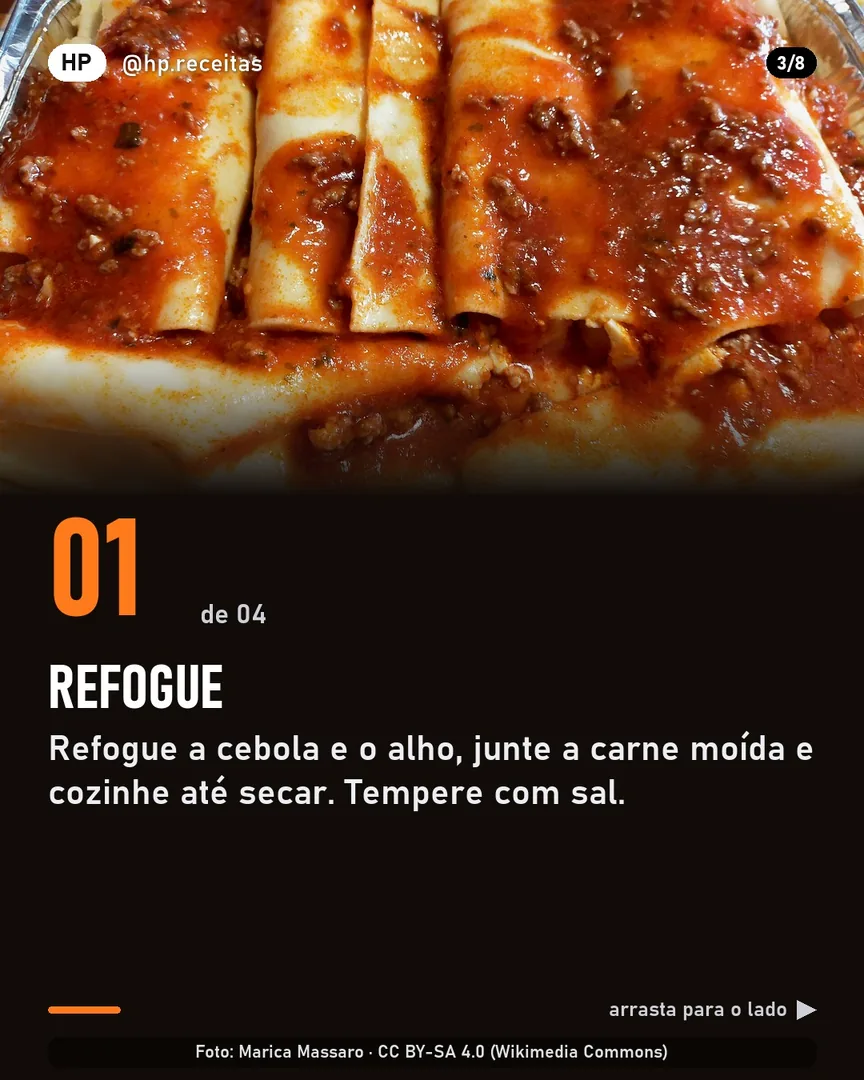 HP @hp.receitas 3/8
01 de 04
REFOGUE
Refogue a cebola e o alho, junte a carne moída e
cozinhe até secar. Tempere com sal.
arrasta para o lado ▶
Foto: Marica Massaro · CC BY-SA 4.0 (Wikimedia Commons)